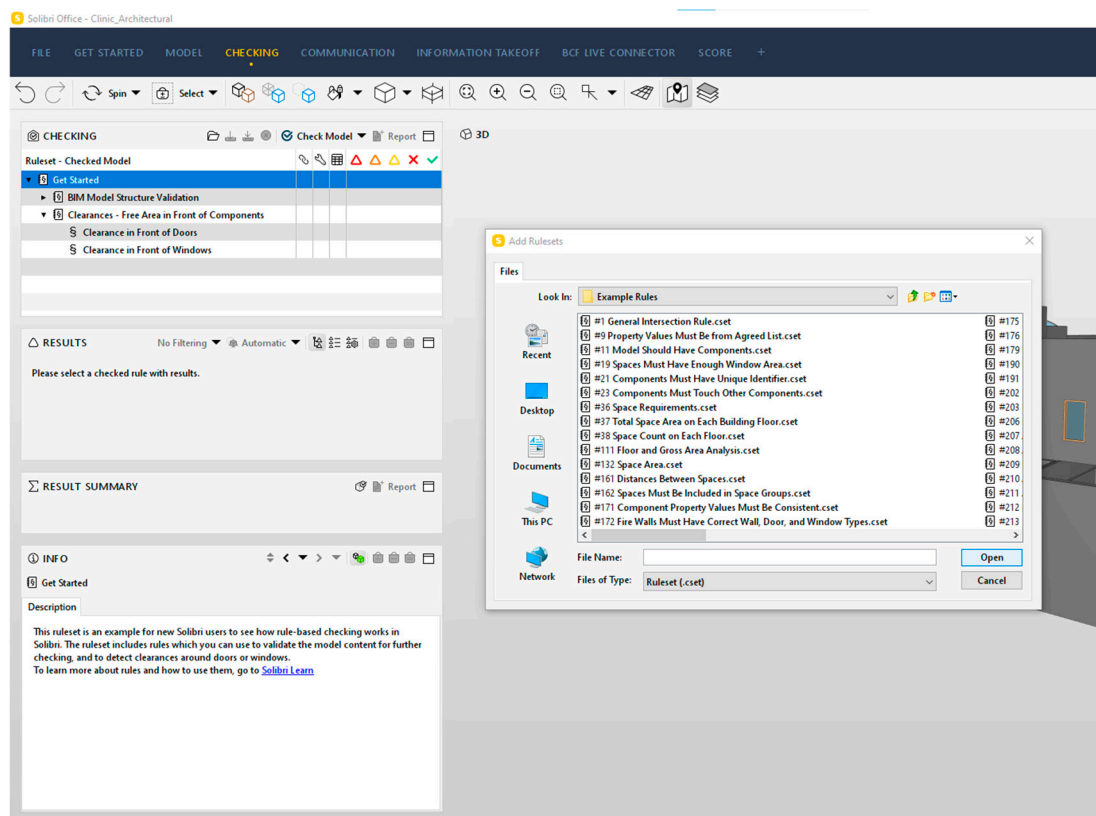 S Solibri Office - Clinic_Architectural
FILE GET STARTED MODEL CHECKING COMMUNICATION INFORMATION TAKEOFF BCF LIVE CONNECTOR SCORE +
Spin Select
CHECKING Check Model Report
3D
Ruleset - Checked Model
§ Get Started
§ BIM Model Structure Validation
§ Clearances - Free Area in Front of Components
§ Clearance in Front of Doors
§ Clearance in Front of Windows
RESULTS No Filtering Automatic
Please select a checked rule with results.
RESULT SUMMARY Report
INFO
§ Get Started
Description
This ruleset is an example for new Solibri users to see how rule-based checking works in
Solibri. The ruleset includes rules which you can use to validate the model content for further
checking, and to detect clearances around doors or windows.
To learn more about rules and how to use them, go to Solibri Learn
S Add Rulesets
Files
Look In: Example Rules
Recent
Desktop
Documents
This PC
Network
§ #1 General Intersection Rule.cset § #175
§ #9 Property Values Must Be from Agreed List.cset § #176
§ #11 Model Should Have Components.cset § #179
§ #19 Spaces Must Have Enough Window Area.cset § #190
§ #21 Components Must Have Unique Identifier.cset § #191
§ #23 Components Must Touch Other Components.cset § #202
§ #36 Space Requirements.cset § #203
§ #37 Total Space Area on Each Building Floor.cset § #206
§ #38 Space Count on Each Floor.cset § #207
§ #111 Floor and Gross Area Analysis.cset § #208
§ #132 Space Area.cset § #209
§ #161 Distances Between Spaces.cset § #210
§ #162 Spaces Must Be Included in Space Groups.cset § #211
§ #171 Component Property Values Must Be Consistent.cset § #212
§ #172 Fire Walls Must Have Correct Wall, Door, and Window Types.cset § #213
File Name: Open
Files of Type: Ruleset (.cset) Cancel